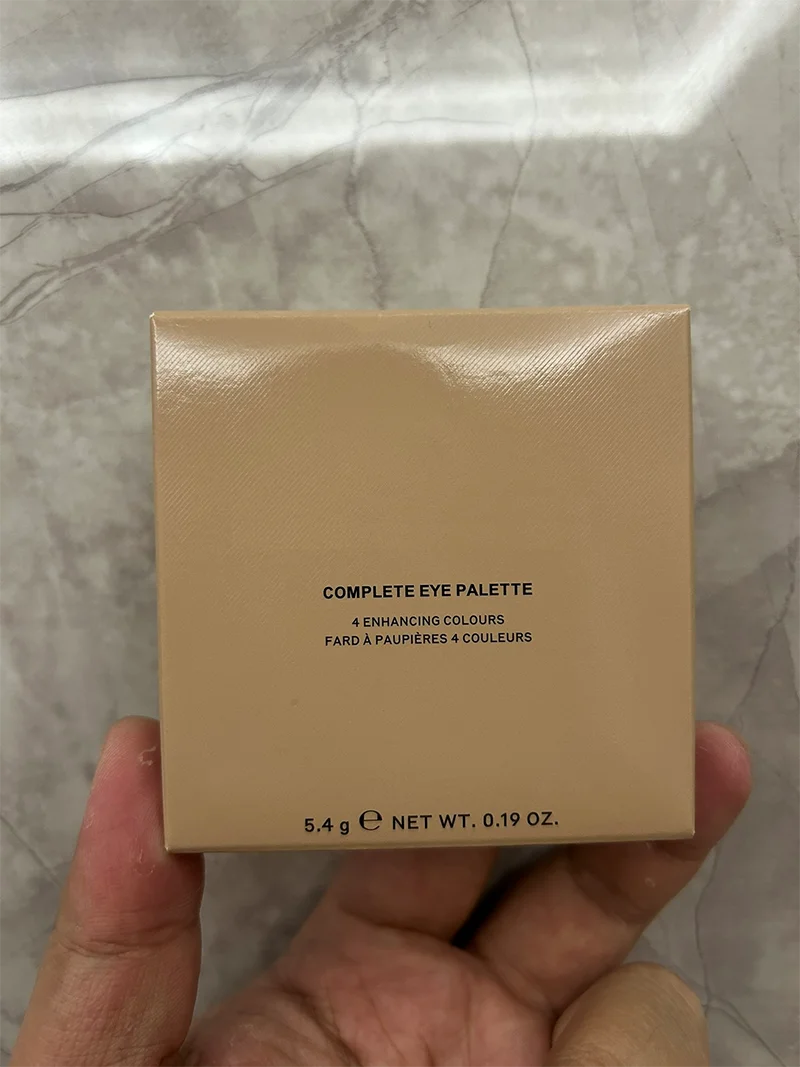 COMPLETE EYE PALETTE
4 ENHANCING COLOURS
FARD À PAUPIÈRES 4 COULEURS
5.4 g ℮ NET WT. 0.19 OZ.